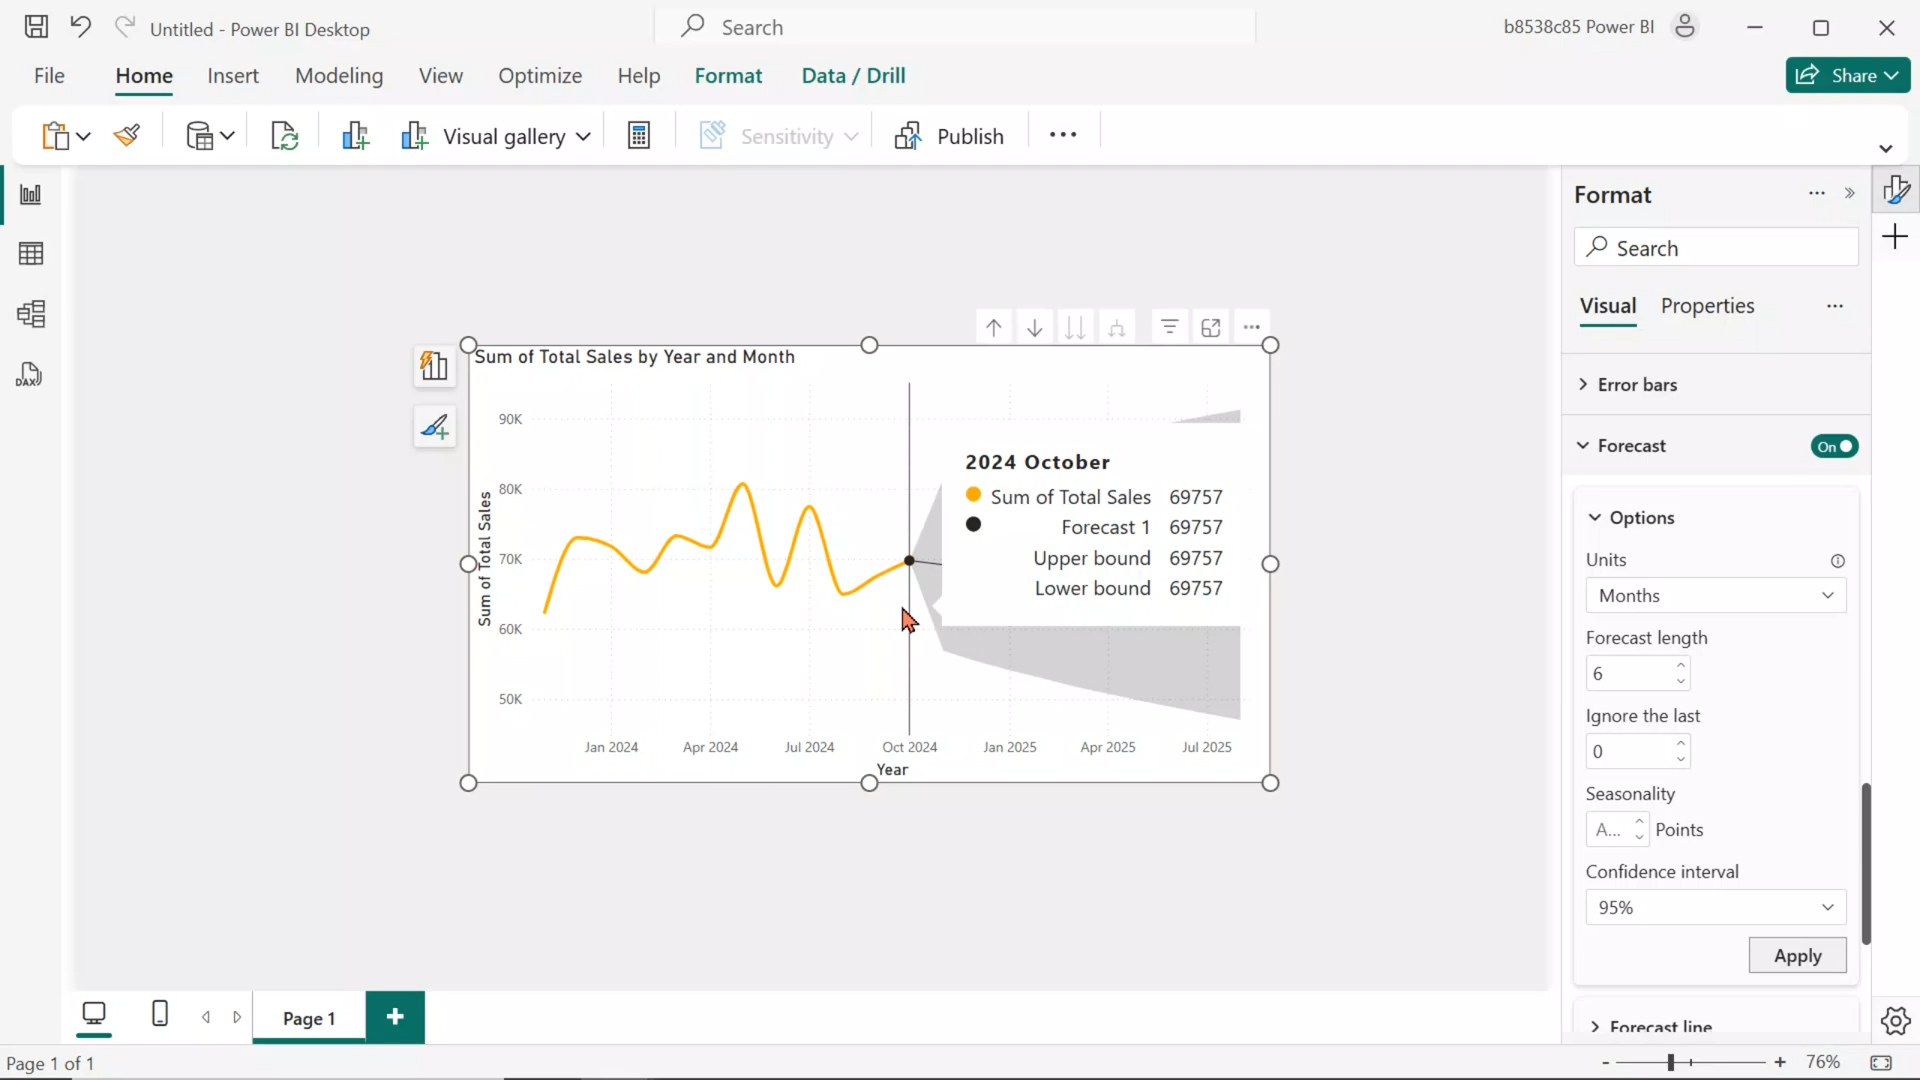 Untitled - Power BI Desktop
Search
b8538c85 Power BI
File Home Insert Modeling View Optimize Help Format Data / Drill
Share
Visual gallery
Sensitivity
Publish
DAX
Sum of Total Sales by Year and Month
Sum of Total Sales
90K
80K
70K
60K
50K
2024 October
Sum of Total Sales 69757
Forecast 1 69757
Upper bound 69757
Lower bound 69757
Jan 2024 Apr 2024 Jul 2024 Oct 2024 Jan 2025 Apr 2025 Jul 2025
Year
Format
Search
Visual Properties
Error bars
Forecast On
Options
Units
Months
Forecast length
6
Ignore the last
0
Seasonality
A... Points
Confidence interval
95%
Apply
Forecast line
Page 1
Page 1 of 1
76%